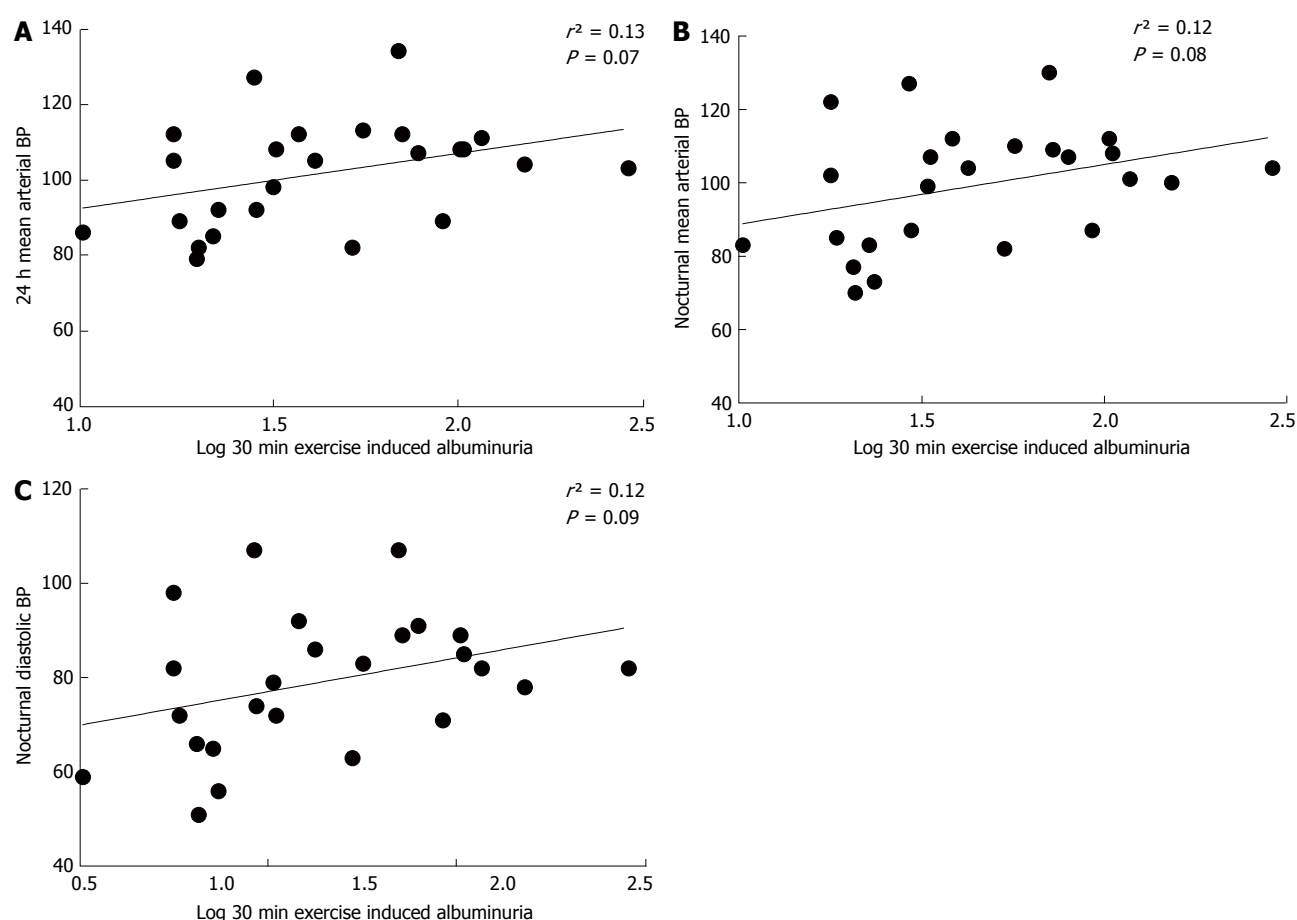 A
r² = 0.13
P = 0.07
24 h mean arterial BP
140
120
100
80
60
40
1.0 1.5 2.0 2.5
Log 30 min exercise induced albuminuria
B
r² = 0.12
P = 0.08
Nocturnal mean arterial BP
140
120
100
80
60
40
1.0 1.5 2.0 2.5
Log 30 min exercise induced albuminuria
C
r² = 0.12
P = 0.09
Nocturnal diastolic BP
120
100
80
60
40
0.5 1.0 1.5 2.0 2.5
Log 30 min exercise induced albuminuria